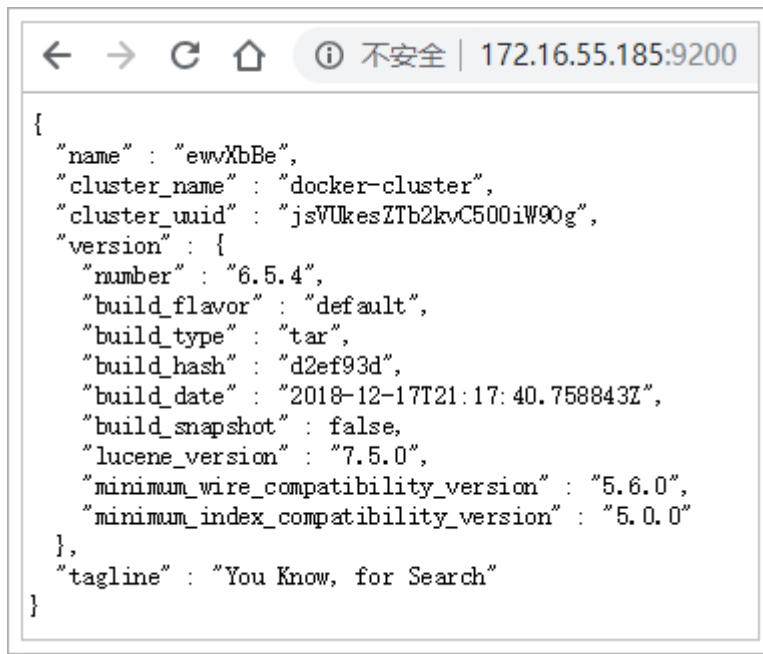 不安全 | 172.16.55.185:9200
{
  "name" : "ewvXbBe",
  "cluster_name" : "docker-cluster",
  "cluster_uuid" : "jsVUkesZTb2kvC500iW9Og",
  "version" : {
    "number" : "6.5.4",
    "build_flavor" : "default",
    "build_type" : "tar",
    "build_hash" : "d2ef93d",
    "build_date" : "2018-12-17T21:17:40.758843Z",
    "build_snapshot" : false,
    "lucene_version" : "7.5.0",
    "minimum_wire_compatibility_version" : "5.6.0",
    "minimum_index_compatibility_version" : "5.0.0"
  },
  "tagline" : "You Know, for Search"
}